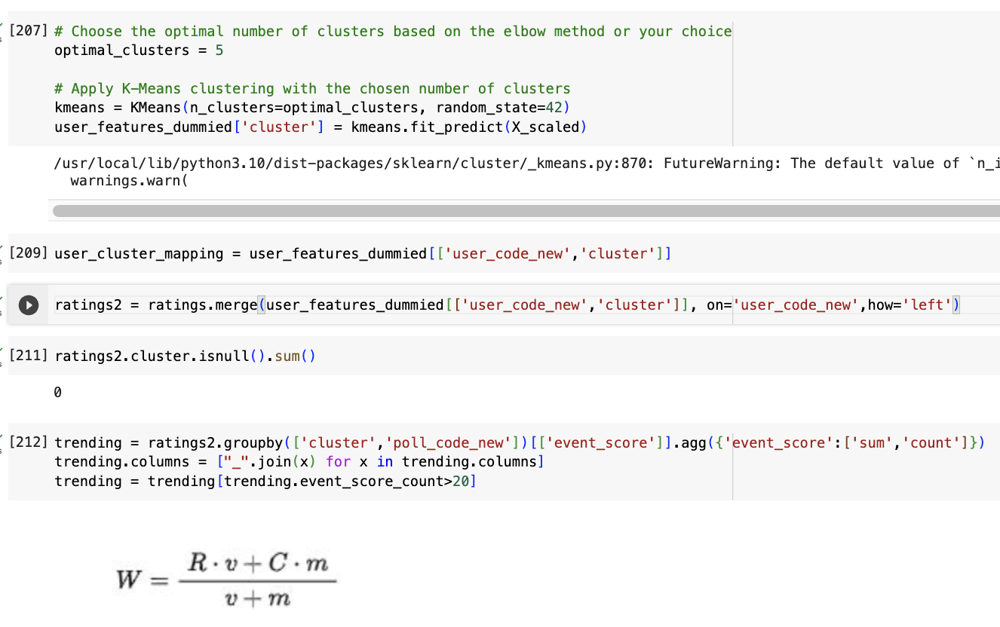 [207] # Choose the optimal number of clusters based on the elbow method or your choice
optimal_clusters = 5
# Apply K-Means clustering with the chosen number of clusters
kmeans = KMeans(n_clusters=optimal_clusters, random_state=42)
user_features_dummied['cluster'] = kmeans.fit_predict(X_scaled)
/usr/local/lib/python3.10/dist-packages/sklearn/cluster/_kmeans.py:870: FutureWarning: The default value of `n_i
warnings.warn(
[209] user_cluster_mapping = user_features_dummied[['user_code_new','cluster']]
ratings2 = ratings.merge(user_features_dummied[['user_code_new','cluster']], on='user_code_new',how='left')
[211] ratings2.cluster.isnull().sum()
0
[212] trending = ratings2.groupby(['cluster','poll_code_new'])[['event_score']].agg({'event_score':['sum','count']})
trending.columns = ["_".join(x) for x in trending.columns]
trending = trending[trending.event_score_count>20]
W = \frac{R · v + C · m}{v + m}